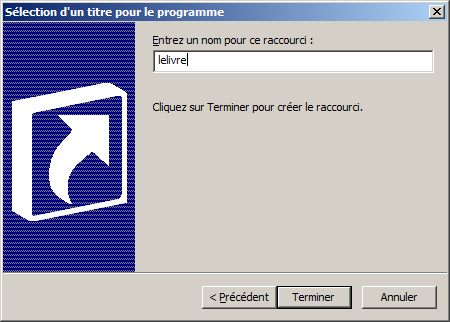 Sélection d'un titre pour le programme
Entrez un nom pour ce raccourci :
lelivre
Cliquez sur Terminer pour créer le raccourci.
< Précédent
Terminer
Annuler